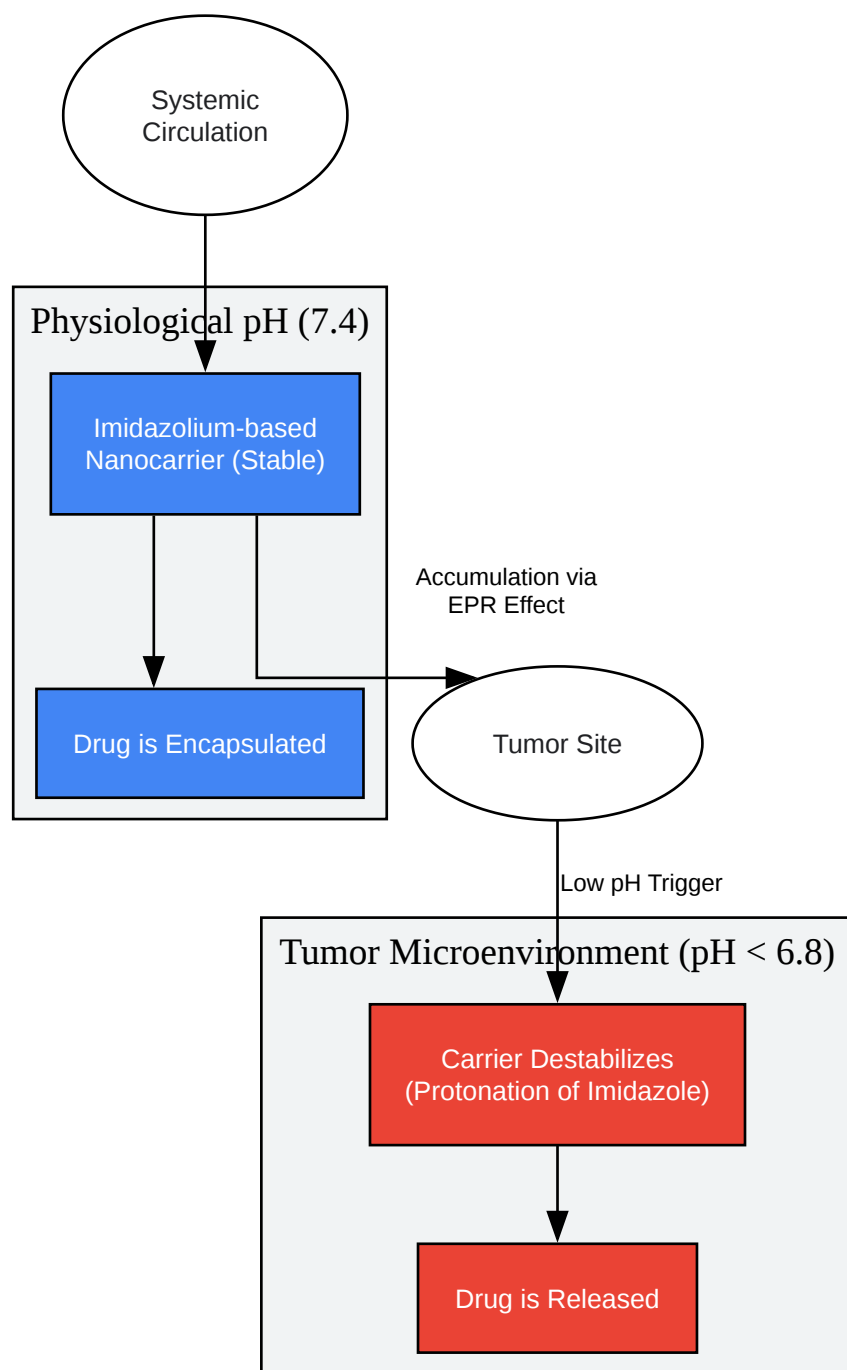 Systemic
Circulation
Physiological pH (7.4)
Imidazolium-based
Nanocarrier (Stable)
Accumulation via
EPR Effect
Drug is Encapsulated
Tumor Site
Low pH Trigger
Tumor Microenvironment (pH < 6.8)
Carrier Destabilizes
(Protonation of Imidazole)
Drug is Released